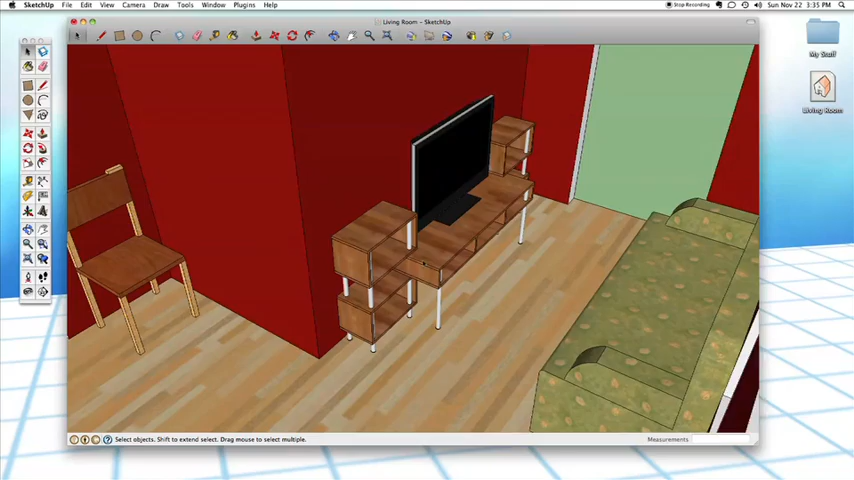 SketchUp File Edit View Camera Draw Tools Window Plugins Help
Stop Recording Sun Nov 22 3:35 PM
Living Room - SketchUp
My Stuff
Living Room
Select objects. Shift to extend select. Drag mouse to select multiple.
Measurements